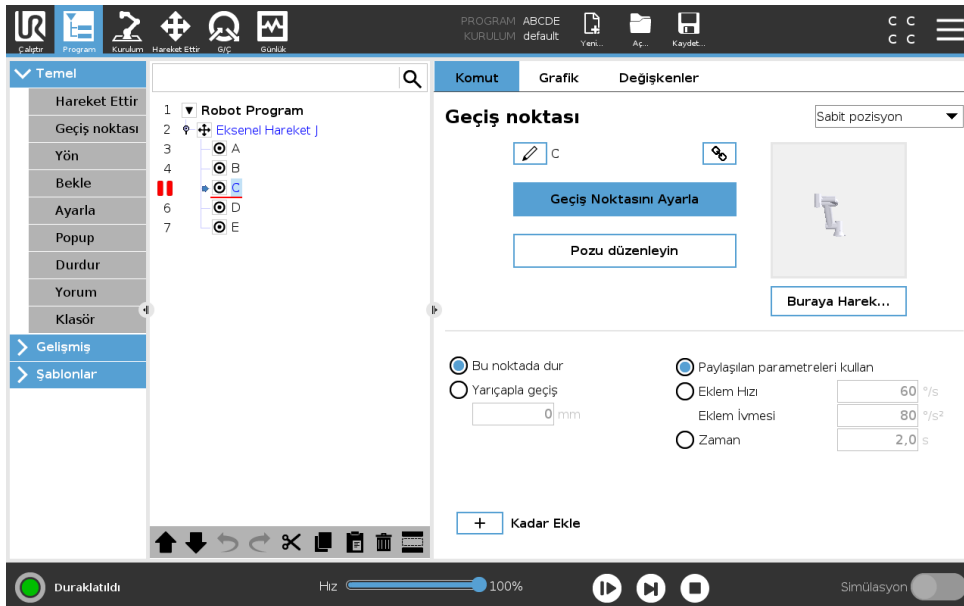 UR
PROGRAM ABCDE
KURULUM default
C C
C C
Çalıştır Program Kurulum Hareket Ettir G/Ç Günlük Yeni... Aç... Kaydet...
Temel
Hareket Ettir
Geçiş noktası
Yön
Bekle
Ayarla
Popup
Durdur
Yorum
Klasör
Gelişmiş
Şablonlar
1 Robot Program
2 Eksenel Hareket J
3 A
4 B
C
6 D
7 E
Komut Grafik Değişkenler
Geçiş noktası Sabit pozisyon
C
Geçiş Noktasını Ayarla
Pozu düzenleyin
Buraya Harek...
Bu noktada dur
Yarıçapla geçiş
0 mm
Paylaşılan parametreleri kullan
Eklem Hızı 60 °/s
Eklem İvmesi 80 °/s²
Zaman 2,0 s
+ Kadar Ekle
Duraklatıldı Hız 100% Simülasyon